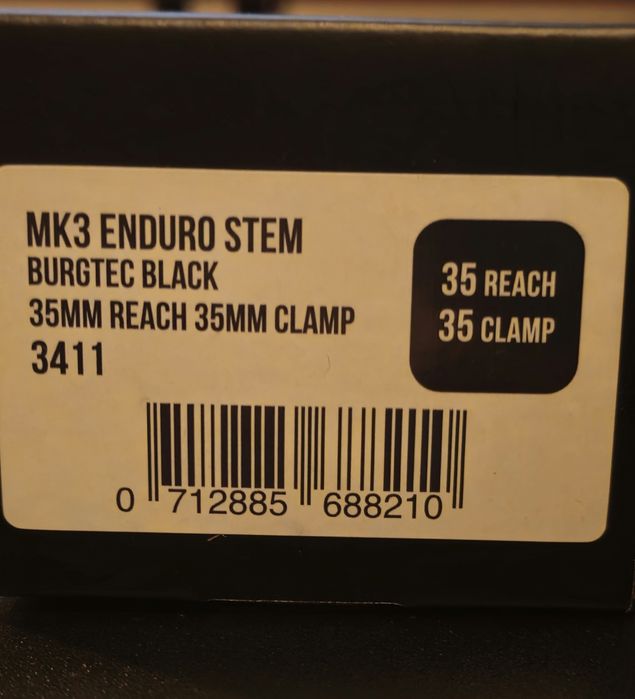 MK3 ENDURO STEM
BURGTEC BLACK
35MM REACH 35MM CLAMP
3411
35 REACH
35 CLAMP
0 712885 688210